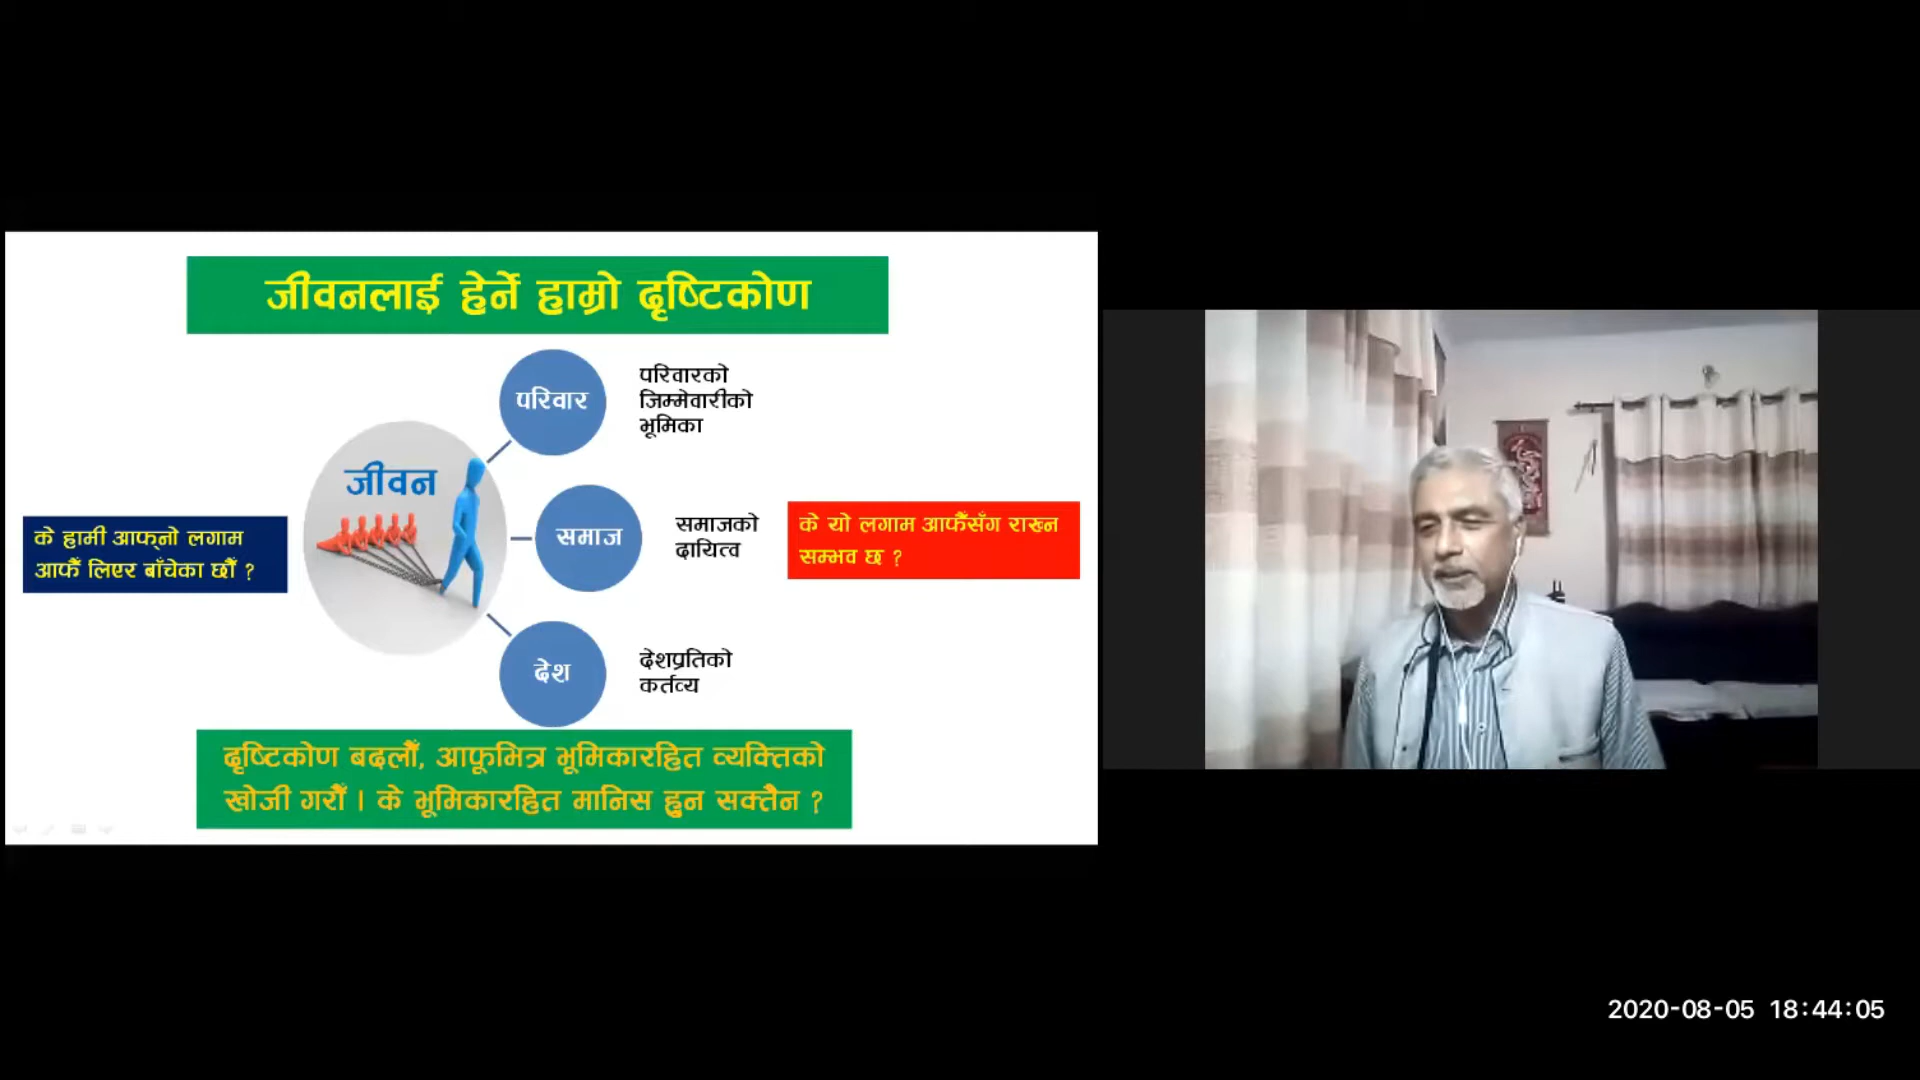 जीवनलाई हेर्ने हाम्रो दृष्टिकोण
परिवार
परिवारको
जिम्मेवारीको
भूमिका
जीवन
के हामी आफ्नो लगाम
आफैँ लिएर बाँचेका छौँ ?
समाज
समाजको
दायित्व
के यो लगाम आफैँसँग राख्न
सम्भव छ ?
देश
देशप्रतिको
कर्तव्य
दृष्टिकोण बदलौँ, आफूभित्र भूमिकारहित व्यक्तिको
खोजी गरौँ । के भूमिकारहित मानिस हुन सक्तैन ?
2020-08-05 18:44:05